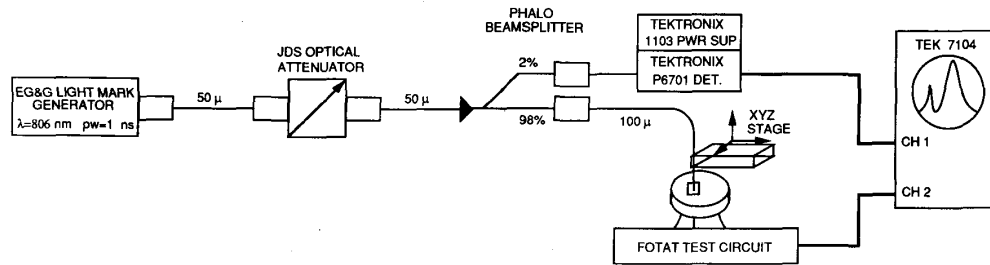 PHALO
BEAMSPLITTER
TEKTRONIX
1103 PWR SUP
TEKTRONIX
P6701 DET.
TEK 7104
JDS OPTICAL
ATTENUATOR
2%
EG&G LIGHT MARK
GENERATOR
λ=806 nm pw=1 ns
50 μ
50 μ
98%
100 μ
XYZ
STAGE
CH 1
CH 2
FOTAT TEST CIRCUIT